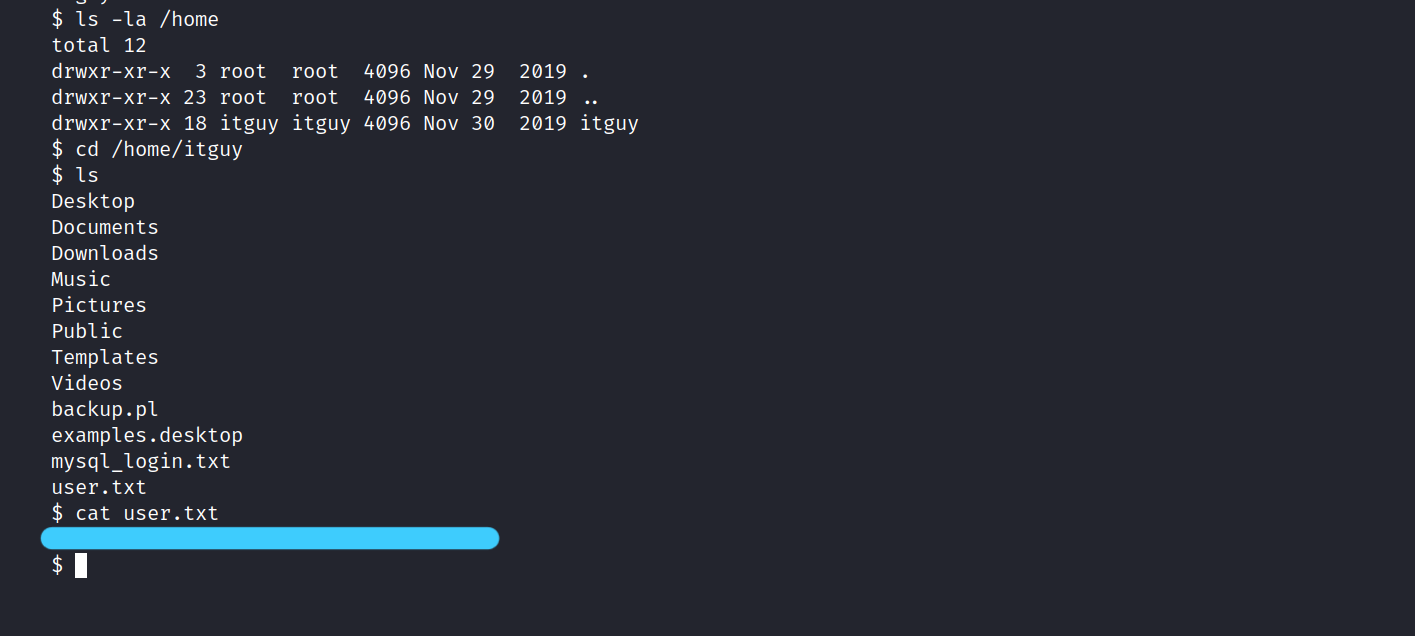 $ ls -la /home
total 12
drwxr-xr-x  3 root  root  4096 Nov 29  2019 .
drwxr-xr-x 23 root  root  4096 Nov 29  2019 ..
drwxr-xr-x 18 itguy itguy 4096 Nov 30  2019 itguy
$ cd /home/itguy
$ ls
Desktop
Documents
Downloads
Music
Pictures
Public
Templates
Videos
backup.pl
examples.desktop
mysql_login.txt
user.txt
$ cat user.txt
$